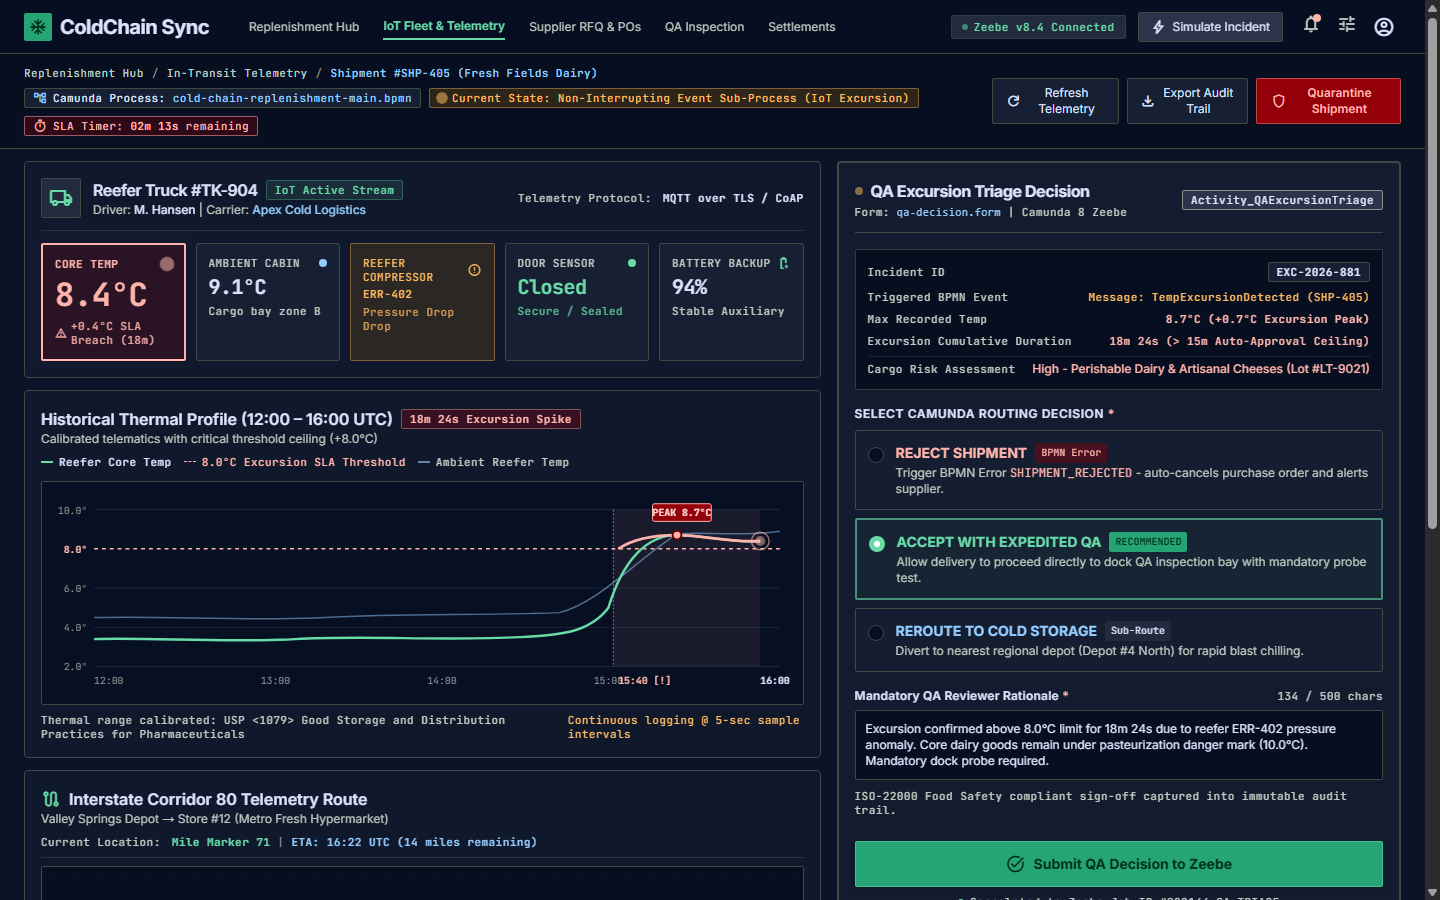 ColdChain Sync
Replenishment Hub
IoT Fleet & Telemetry
Supplier RFQ & POs
QA Inspection
Settlements
Zeebe v8.4 Connected
Simulate Incident
Replenishment Hub / In-Transit Telemetry / Shipment #SHP-405 (Fresh Fields Dairy)
Camunda Process: cold-chain-replenishment-main.bpmn
Current State: Non-Interrupting Event Sub-Process (IoT Excursion)
SLA Timer: 02m 13s remaining
Refresh
Telemetry
Export Audit
Trail
Quarantine
Shipment
Reefer Truck #TK-904
IoT Active Stream
Driver: M. Hansen | Carrier: Apex Cold Logistics
Telemetry Protocol: MQTT over TLS / CoAP
CORE TEMP
8.4°C
+0.4°C SLA
Breach (18m)
AMBIENT CABIN
9.1°C
Cargo bay zone B
REEFER
COMPRESSOR
ERR-402
Pressure Drop
Drop
DOOR SENSOR
Closed
Secure / Sealed
BATTERY BACKUP
94%
Stable Auxiliary
Historical Thermal Profile (12:00 – 16:00 UTC)
18m 24s Excursion Spike
Calibrated telematics with critical threshold ceiling (+8.0°C)
Reefer Core Temp
8.0°C Excursion SLA Threshold
Ambient Reefer Temp
PEAK 8.7°C
10.0°
8.0°
6.0°
4.0°
2.0°
12:00
13:00
14:00
15:00
15:40 [!]
16:00
Thermal range calibrated: USP <1079> Good Storage and Distribution
Practices for Pharmaceuticals
Continuous logging @ 5-sec sample
intervals
Interstate Corridor 80 Telemetry Route
Valley Springs Depot → Store #12 (Metro Fresh Hypermarket)
Current Location: Mile Marker 71 | ETA: 16:22 UTC (14 miles remaining)
QA Excursion Triage Decision
Form: qa-decision.form | Camunda 8 Zeebe
Activity_QAExcursionTriage
Incident ID
EXC-2026-881
Triggered BPMN Event
Message: TempExcursionDetected (SHP-405)
Max Recorded Temp
8.7°C (+0.7°C Excursion Peak)
Excursion Cumulative Duration
18m 24s (> 15m Auto-Approval Ceiling)
Cargo Risk Assessment
High - Perishable Dairy & Artisanal Cheeses (Lot #LT-9021)
SELECT CAMUNDA ROUTING DECISION *
REJECT SHIPMENT
BPMN Error
Trigger BPMN Error SHIPMENT_REJECTED - auto-cancels purchase order and alerts
supplier.
ACCEPT WITH EXPEDITED QA
RECOMMENDED
Allow delivery to proceed directly to dock QA inspection bay with mandatory probe
test.
REROUTE TO COLD STORAGE
Sub-Route
Divert to nearest regional depot (Depot #4 North) for rapid blast chilling.
Mandatory QA Reviewer Rationale *
134 / 500 chars
Excursion confirmed above 8.0°C limit for 18m 24s due to reefer ERR-402 pressure
anomaly. Core dairy goods remain under pasteurization danger mark (10.0°C).
Mandatory dock probe required.
ISO-22000 Food Safety compliant sign-off captured into immutable audit
trail.
Submit QA Decision to Zeebe